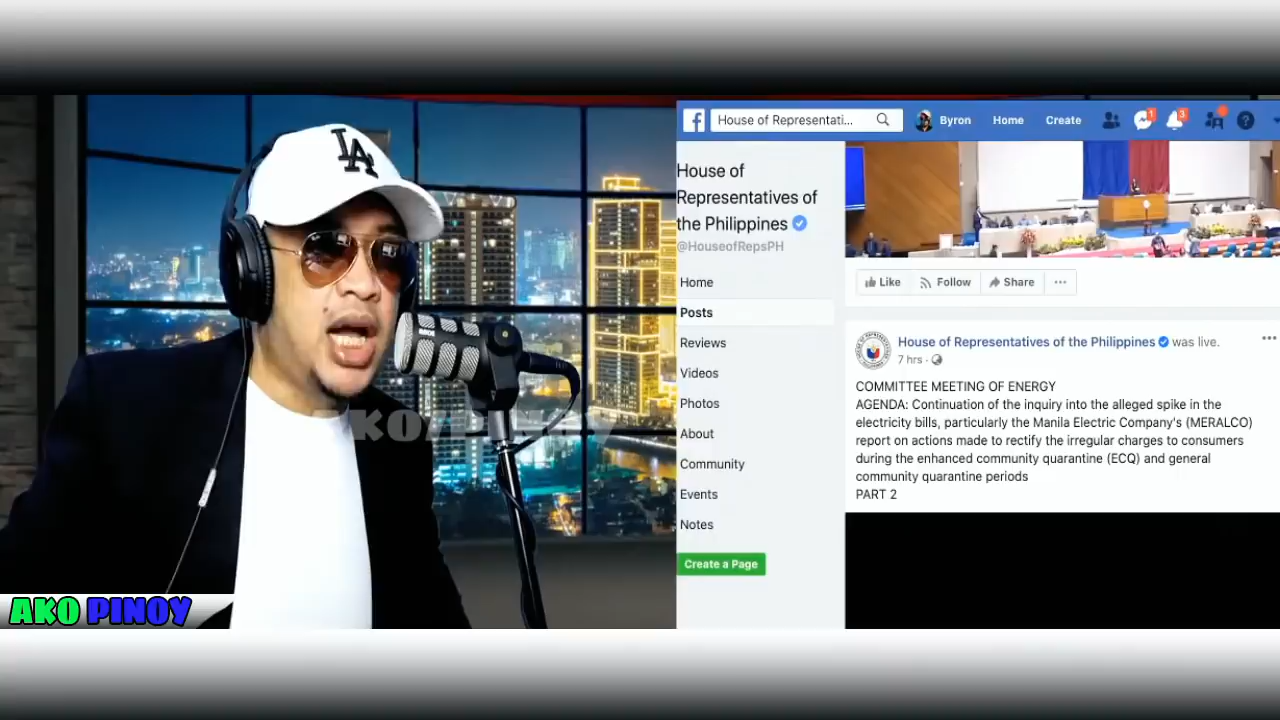 LA
AKO PINOY
AKO PINOY
House of Representati...
Byron
Home
Create
1
3
House of
Representatives of
the Philippines
@HouseofRepsPH
Home
Posts
Reviews
Videos
Photos
About
Community
Events
Notes
Create a Page
Like
Follow
Share
House of Representatives of the Philippines was live.
7 hrs ·
COMMITTEE MEETING OF ENERGY
AGENDA: Continuation of the inquiry into the alleged spike in the
electricity bills, particularly the Manila Electric Company's (MERALCO)
report on actions made to rectify the irregular charges to consumers
during the enhanced community quarantine (ECQ) and general
community quarantine periods
PART 2